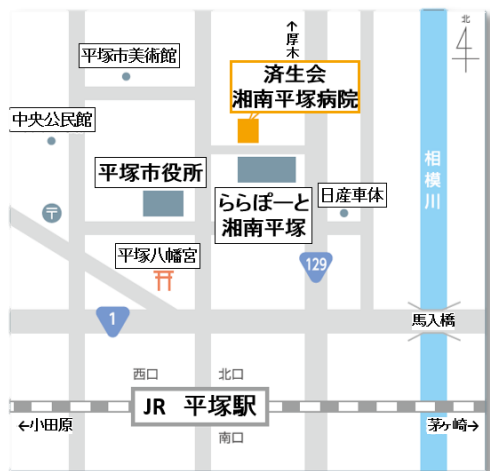 北
↑厚木
平塚市美術館
済生会
湘南平塚病院
中央公民館
相模川
平塚市役所
ららぽーと
湘南平塚
日産車体
〒
平塚八幡宮
129
1
馬入橋
西口
北口
JR 平塚駅
←小田原
茅ヶ崎→
南口